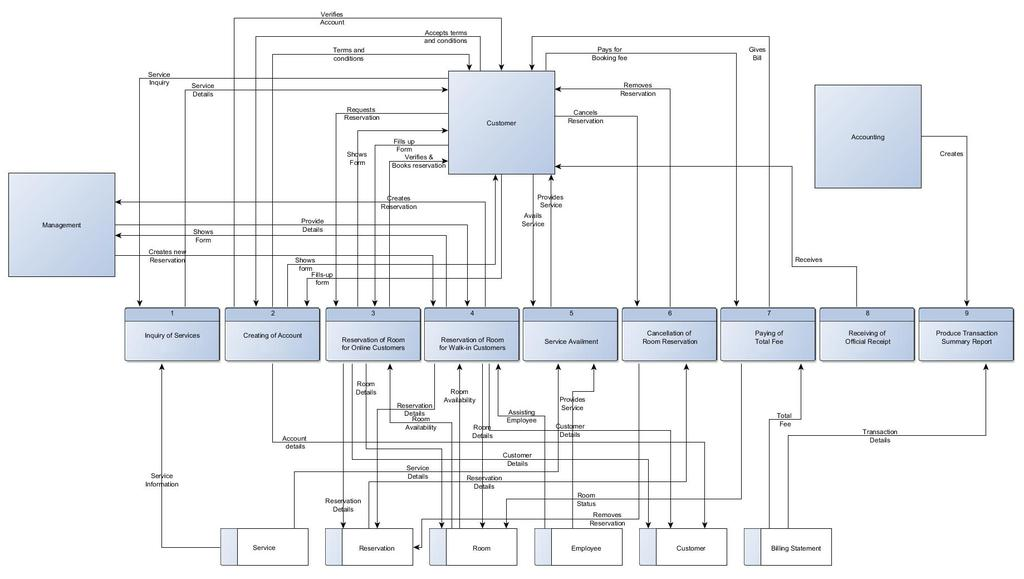 Verifies
Account
Accepts terms
and conditions
Terms and
conditions
Pays for
Booking fee
Gives
Bill
Service
Inquiry
Service
Details
Removes
Reservation
Requests
Reservation
Cancels
Reservation
Customer
Accounting
Fills up
Form
Shows
Form
Verifies &
Books reservation
Creates
Creates
Reservation
Provides
Service
Avails
Service
Management
Provide
Details
Shows
Form
Creates new
Reservation
Shows
form
Fills-up
form
Receives
1
Inquiry of Services
2
Creating of Account
3
Reservation of Room
for Online Customers
4
Reservation of Room
for Walk-in Customers
5
Service Availment
6
Cancellation of
Room Reservation
7
Paying of
Total Fee
8
Receiving of
Official Receipt
9
Produce Transaction
Summary Report
Room
Details
Room
Availability
Reservation
Details
Room
Availability
Provides
Service
Assisting
Employee
Total
Fee
Room
Details
Customer
Details
Transaction
Details
Account
details
Customer
Details
Service
Details
Service
Information
Reservation
Details
Room
Status
Reservation
Details
Removes
Reservation
Service
Reservation
Room
Employee
Customer
Billing Statement